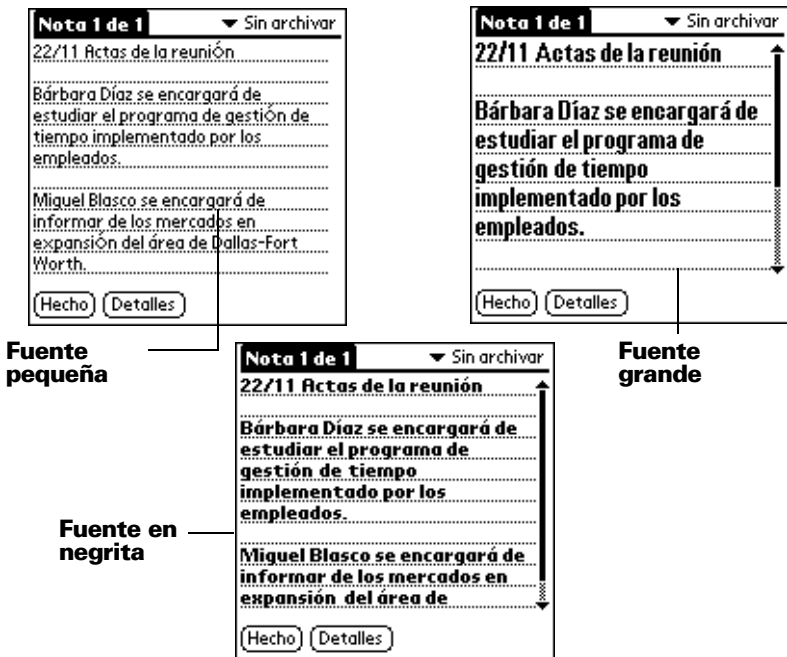 Nota 1 de 1 Sin archivar
22/11 Actas de la reunión
Bárbara Díaz se encargará de
estudiar el programa de gestión de
tiempo implementado por los
empleados.
Miguel Blasco se encargará de
informar de los mercados en
expansión del área de Dallas-Fort
Worth.
Hecho Detalles
Fuente
pequeña
Nota 1 de 1 Sin archivar
22/11 Actas de la reunión
Bárbara Díaz se encargará de
estudiar el programa de
gestión de tiempo
implementado por los
empleados.
Hecho Detalles
Fuente
grande
Nota 1 de 1 Sin archivar
22/11 Actas de la reunión
Bárbara Díaz se encargará de
estudiar el programa de
gestión de tiempo
implementado por los
empleados.
Miguel Blasco se encargará de
informar de los mercados en
expansión del área de
Hecho Detalles
Fuente en
negrita